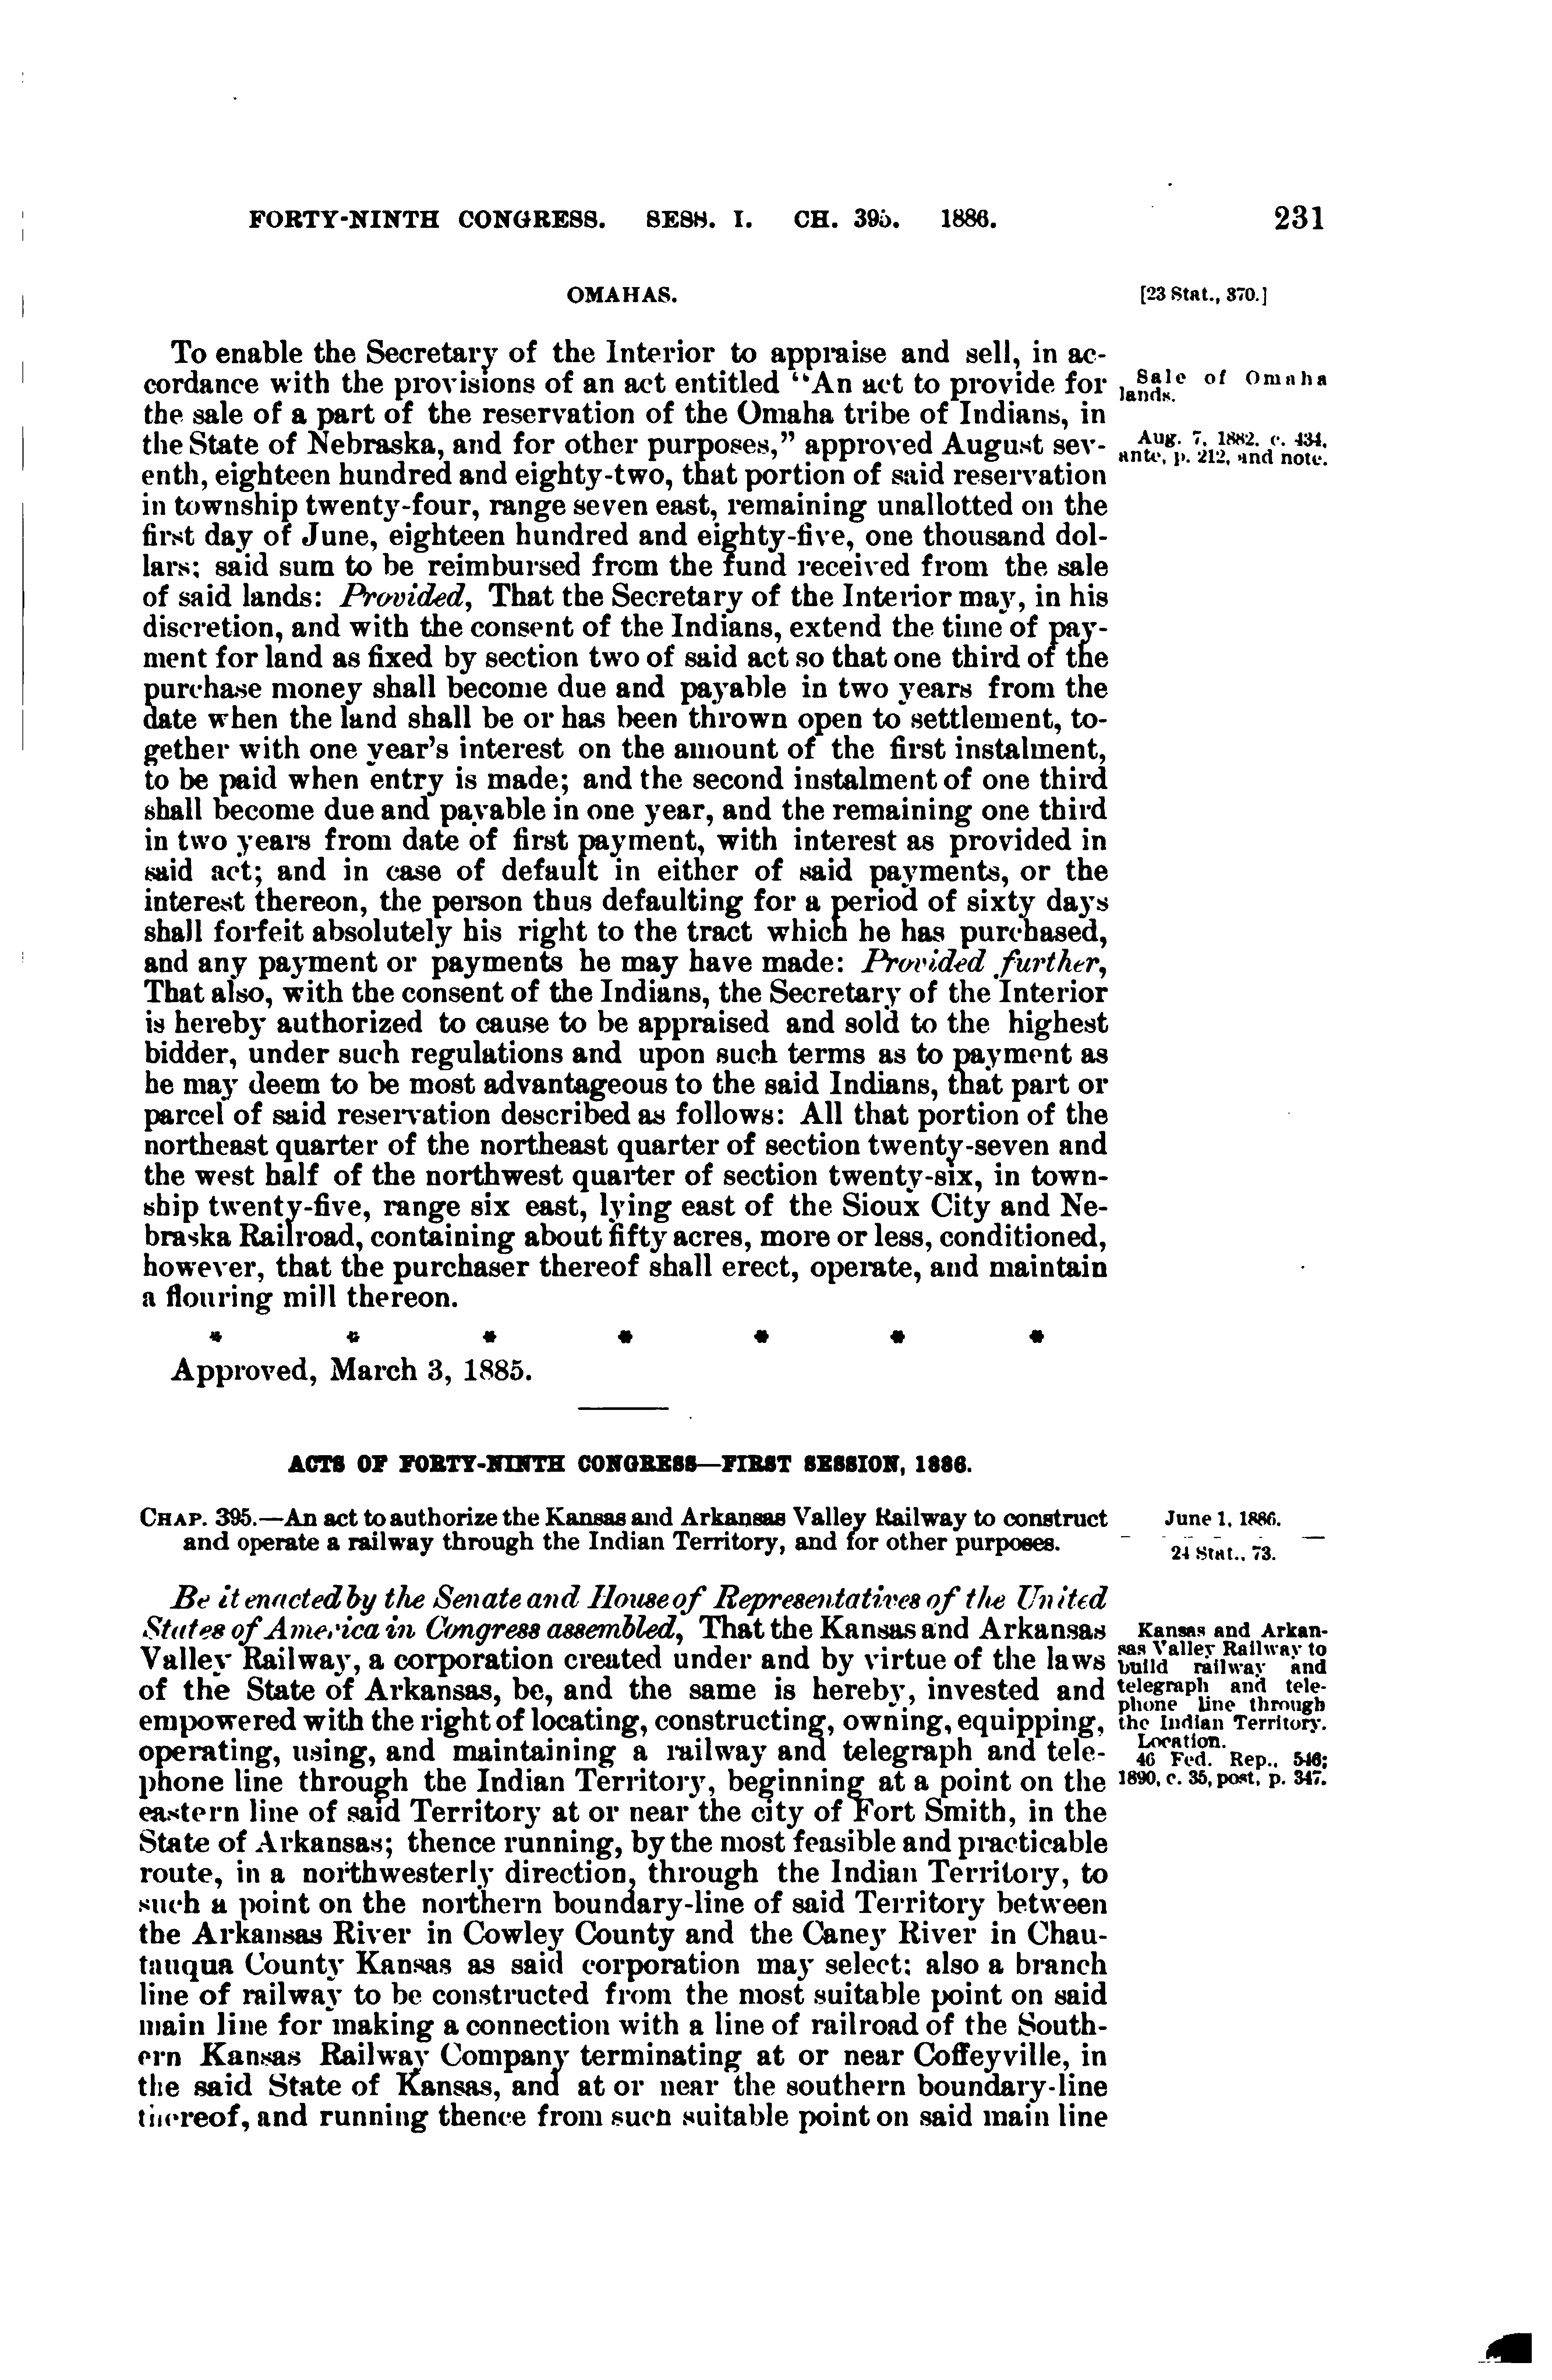 FORTY-NINTH CONGRESS. SESS. I. CH. 395. 1886. 231
OMAHAS.
[23 Stat., 370.]
To enable the Secretary of the Interior to appraise and sell, in ac-
cordance with the provisions of an act entitled "An act to provide for
the sale of a part of the reservation of the Omaha tribe of Indians, in
the State of Nebraska, and for other purposes," approved August sev-
enth, eighteen hundred and eighty-two, that portion of said reservation
in township twenty-four, range seven east, remaining unallotted on the
first day of June, eighteen hundred and eighty-five, one thousand dol-
lars; said sum to be reimbursed from the fund received from the sale
of said lands: Provided, That the Secretary of the Interior may, in his
discretion, and with the consent of the Indians, extend the time of pay-
ment for land as fixed by section two of said act so that one third of the
purchase money shall become due and payable in two years from the
date when the land shall be or has been thrown open to settlement, to-
gether with one year's interest on the amount of the first instalment,
to be paid when entry is made; and the second instalment of one third
shall become due and payable in one year, and the remaining one third
in two years from date of first payment, with interest as provided in
said act; and in case of default in either of said payments, or the
interest thereon, the person thus defaulting for a period of sixty days
shall forfeit absolutely his right to the tract which he has purchased,
and any payment or payments he may have made: Provided further,
That also, with the consent of the Indians, the Secretary of the Interior
is hereby authorized to cause to be appraised and sold to the highest
bidder, under such regulations and upon such terms as to payment as
he may deem to be most advantageous to the said Indians, that part or
parcel of said reservation described as follows: All that portion of the
northeast quarter of the northeast quarter of section twenty-seven and
the west half of the northwest quarter of section twenty-six, in town-
ship twenty-five, range six east, lying east of the Sioux City and Ne-
braska Railroad, containing about fifty acres, more or less, conditioned,
however, that the purchaser thereof shall erect, operate, and maintain
a flouring mill thereon.
Sale of Omaha
lands.
Aug. 7, 1882. c. 434,
ante, p. 212, and note.
* * * * * * *
Approved, March 3, 1885.
ACTS OF FORTY-NINTH CONGRESS—FIRST SESSION, 1886.
CHAP. 395.—An act to authorize the Kansas and Arkansas Valley Railway to construct
and operate a railway through the Indian Territory, and for other purposes.
June 1, 1886.
24 Stat., 73.
Be it enacted by the Senate and House of Representatives of the United
States of America in Congress assembled, That the Kansas and Arkansas
Valley Railway, a corporation created under and by virtue of the laws
of the State of Arkansas, be, and the same is hereby, invested and
empowered with the right of locating, constructing, owning, equipping,
operating, using, and maintaining a railway and telegraph and tele-
phone line through the Indian Territory, beginning at a point on the
eastern line of said Territory at or near the city of Fort Smith, in the
State of Arkansas; thence running, by the most feasible and practicable
route, in a northwesterly direction, through the Indian Territory, to
such a point on the northern boundary-line of said Territory between
the Arkansas River in Cowley County and the Caney River in Chau-
tauqua County Kansas as said corporation may select; also a branch
line of railway to be constructed from the most suitable point on said
main line for making a connection with a line of railroad of the South-
ern Kansas Railway Company terminating at or near Coffeyville, in
the said State of Kansas, and at or near the southern boundary-line
thereof, and running thence from such suitable point on said main line
Kansas and Arkan-
sas Valley Railway to
build railway and
telegraph and tele-
phone line through
the Indian Territory.
Location.
46 Fed. Rep., 546;
1890, c. 35, post, p. 347.